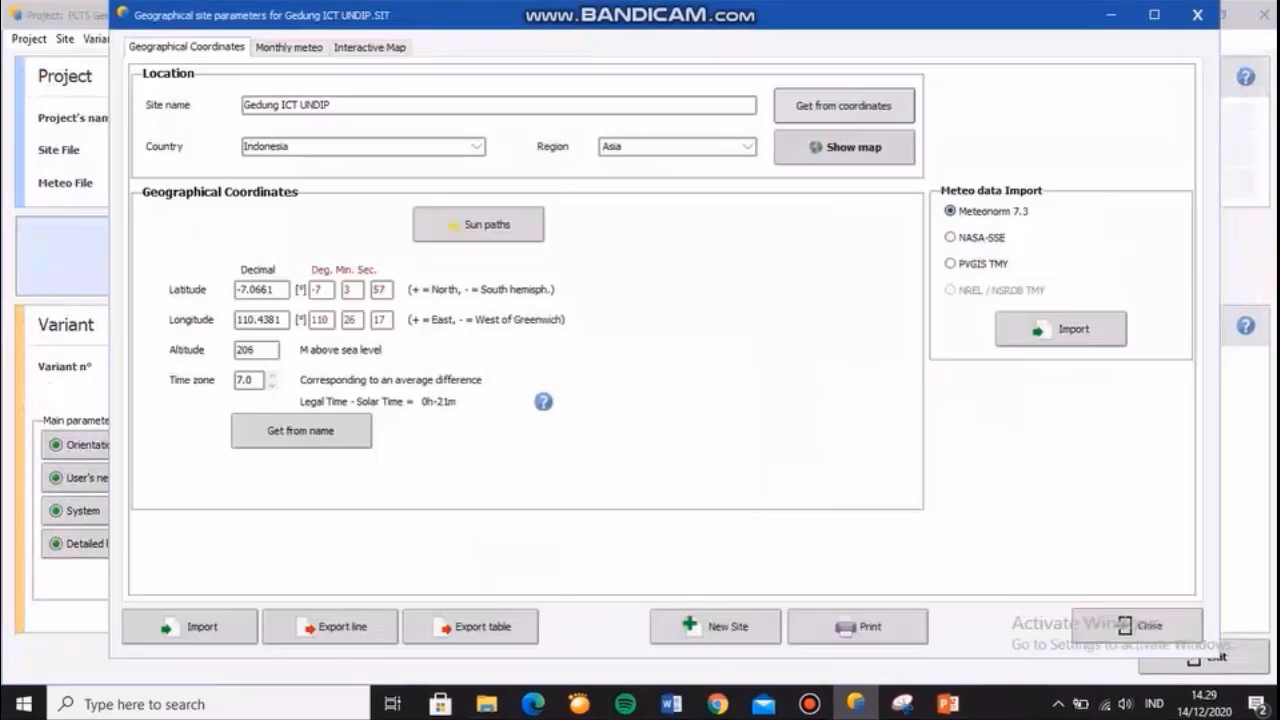 Project: PLTS Ge
Geographical site parameters for Gedung ICT UNDIP.SIT
www.BANDICAM.com
Project Site Varia
Geographical Coordinates Monthly meteo Interactive Map
Project
Project's nam
Site File
Meteo File
Location
Site name Gedung ICT UNDIP Get from coordinates
Country Indonesia Region Asia Show map
Geographical Coordinates
Sun paths
Decimal Deg. Min. Sec.
Latitude -7.0661 [°] -7 3 57 (+ = North, - = South hemisph.)
Longitude 110.4381 [°] 110 26 17 (+ = East, - = West of Greenwich)
Altitude 206 M above sea level
Time zone 7.0 Corresponding to an average difference
Legal Time - Solar Time = 0h-21m
Get from name
Meteo data Import
Meteonorm 7.3
NASA-SSE
PVGIS TMY
NREL / NSRDB TMY
Import
Variant
Variant n°
Main paramete
Orientatio
User's ne
System
Detailed l
Import Export line Export table New Site Print Close
Activate Win
Go to Settings to activate Windows.
Type here to search
IND
14.29
14/12/2020
2